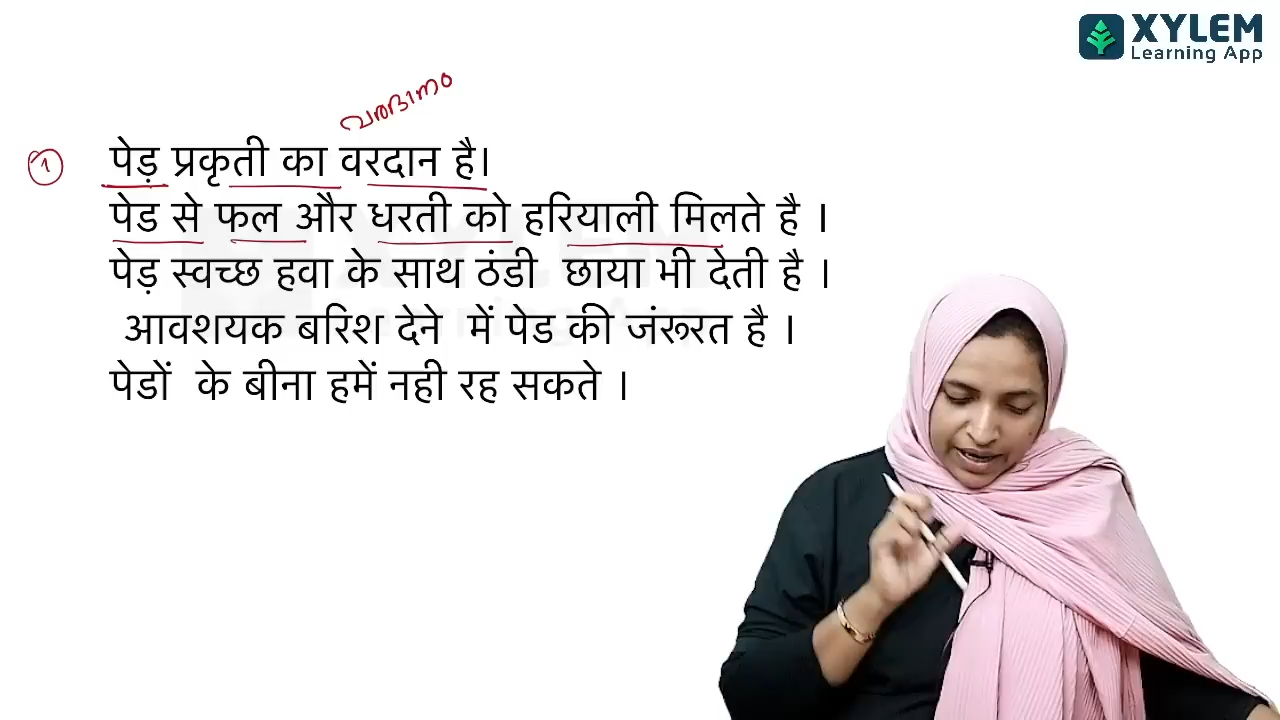 XYLEM
Learning App
വരദാനം
1
पेड़ प्रकृती का वरदान है।
पेड से फल और धरती को हरियाली मिलते है ।
पेड़ स्वच्छ हवा के साथ ठंडी छाया भी देती है ।
आवशयक बरिश देने में पेड की जंरूरत है ।
पेडों के बीना हमें नही रह सकते ।